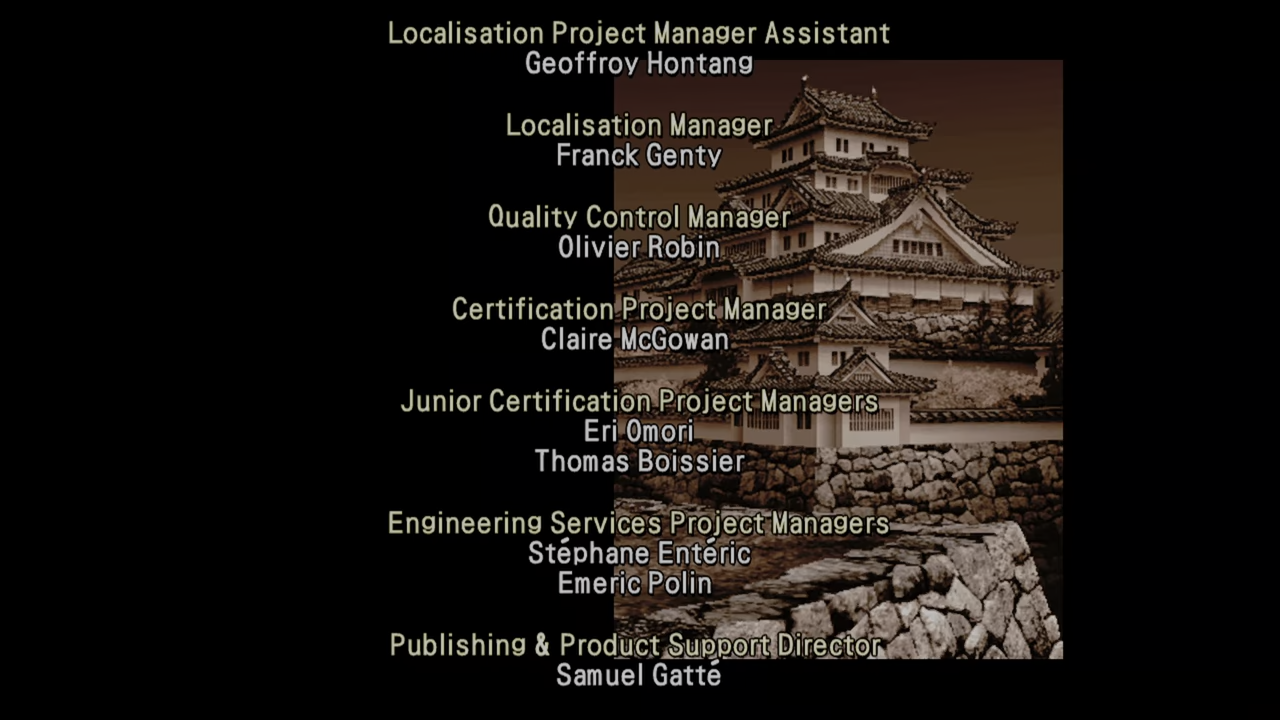 Localisation Project Manager Assistant
Geoffroy Hontang
Localisation Manager
Franck Genty
Quality Control Manager
Olivier Robin
Certification Project Manager
Claire McGowan
Junior Certification Project Managers
Eri Omori
Thomas Boissier
Engineering Services Project Managers
Stéphane Entéric
Emeric Polin
Publishing & Product Support Director
Samuel Gatté